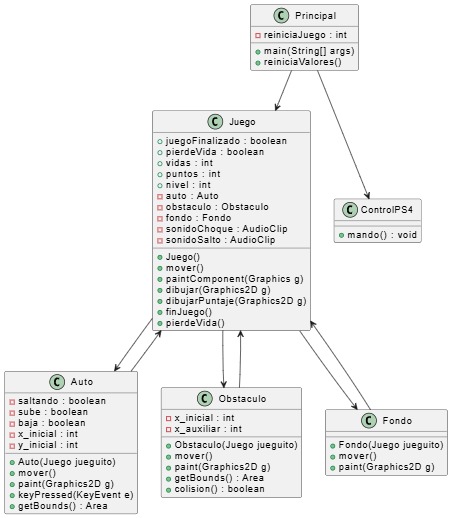 C Principal
reiniciaJuego : int
main(String[] args)
reiniciaValores()
C Juego
juegoFinalizado : boolean
pierdeVida : boolean
vidas : int
puntos : int
nivel : int
auto : Auto
obstaculo : Obstaculo
fondo : Fondo
sonidoChoque : AudioClip
sonidoSalto : AudioClip
Juego()
mover()
paintComponent(Graphics g)
dibujar(Graphics2D g)
dibujarPuntaje(Graphics2D g)
finJuego()
pierdeVida()
C ControlPS4
mando() : void
C Auto
saltando : boolean
sube : boolean
baja : boolean
x_inicial : int
y_inicial : int
Auto(Juego jueguito)
mover()
paint(Graphics2D g)
keyPressed(KeyEvent e)
getBounds() : Area
C Obstaculo
x_inicial : int
x_auxiliar : int
Obstaculo(Juego jueguito)
mover()
paint(Graphics2D g)
getBounds() : Area
colision() : boolean
C Fondo
Fondo(Juego jueguito)
mover()
paint(Graphics2D g)